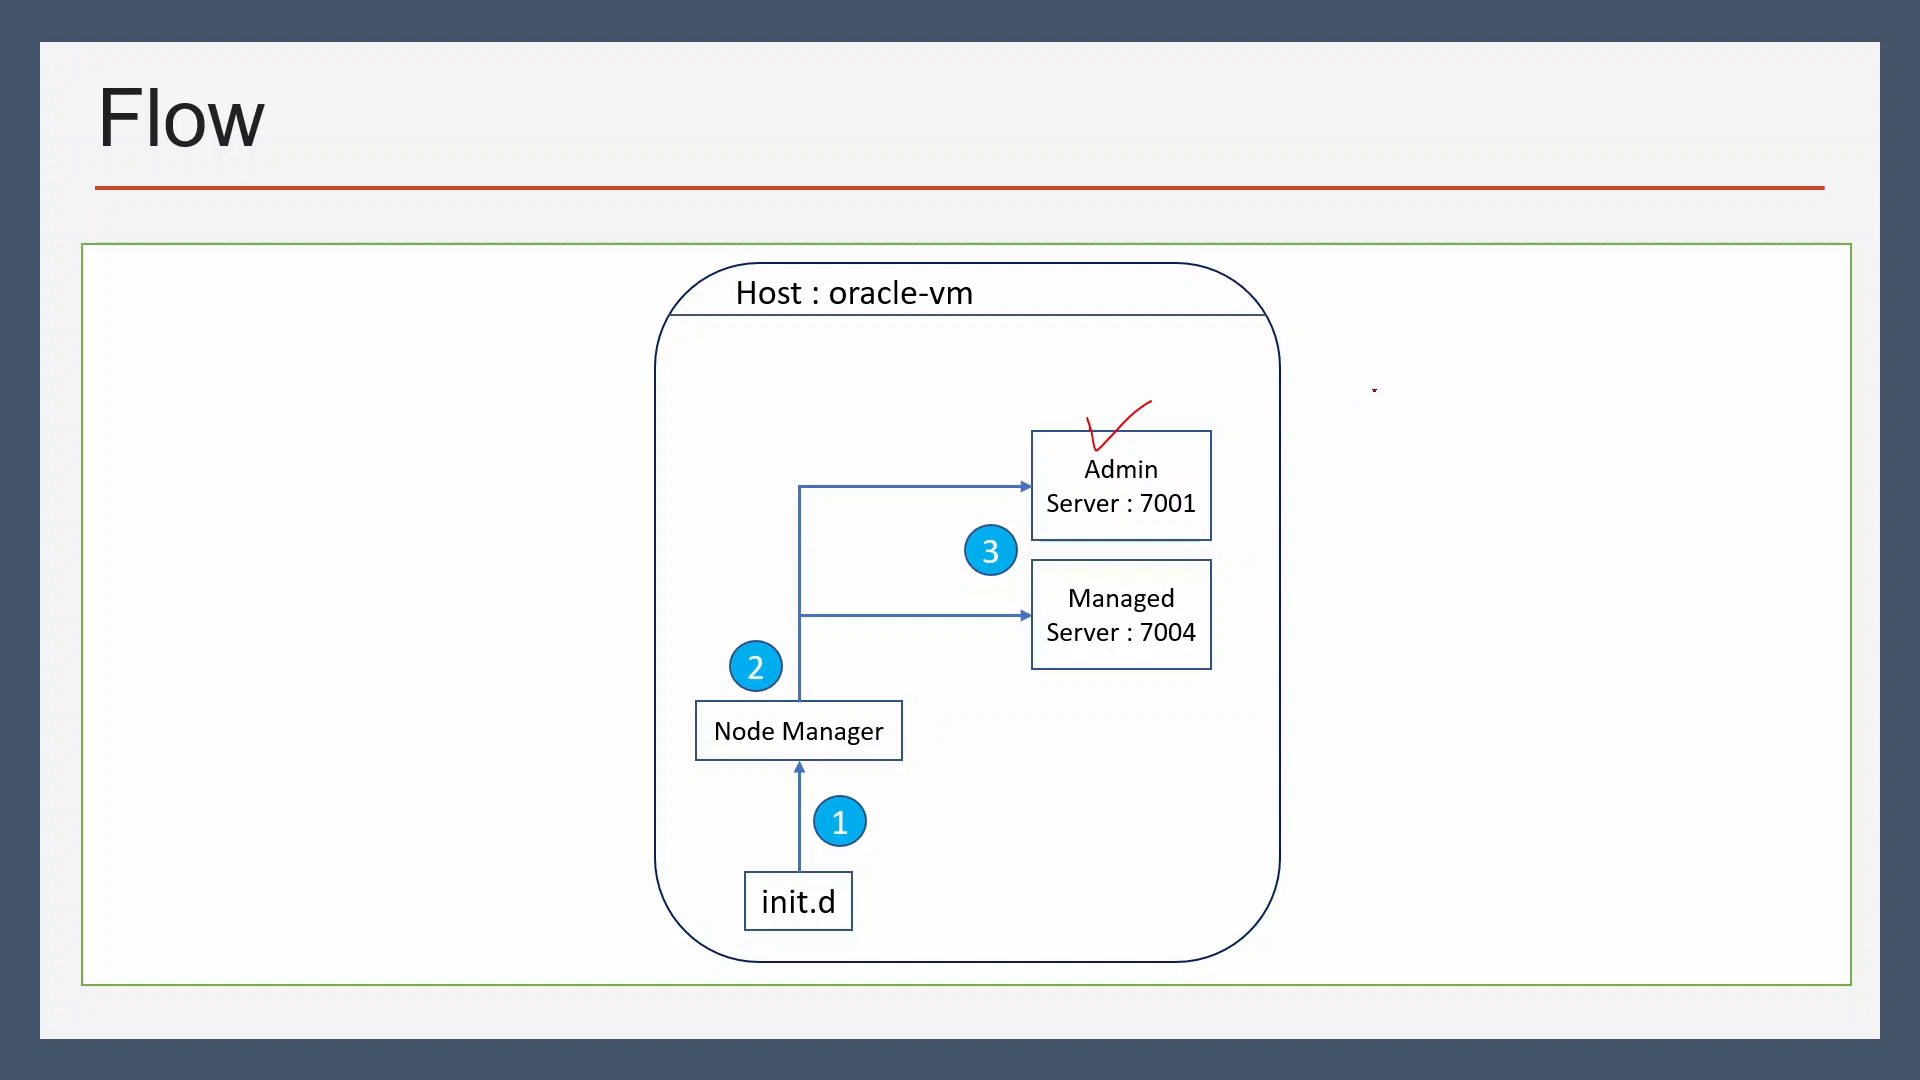 Flow
Host : oracle-vm
Admin
Server : 7001
3
Managed
Server : 7004
2
Node Manager
1
init.d